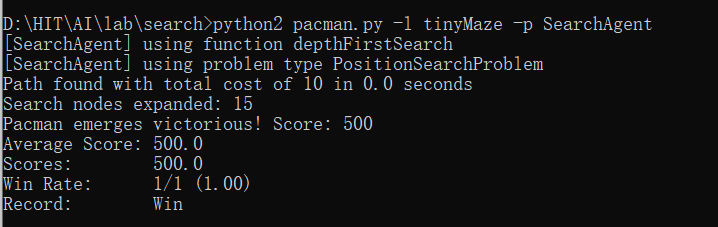 D:\HIT\AI\lab\search>python2 pacman.py -l tinyMaze -p SearchAgent
[SearchAgent] using function depthFirstSearch
[SearchAgent] using problem type PositionSearchProblem
Path found with total cost of 10 in 0.0 seconds
Search nodes expanded: 15
Pacman emerges victorious! Score: 500
Average Score: 500.0
Scores:        500.0
Win Rate:      1/1 (1.00)
Record:        Win